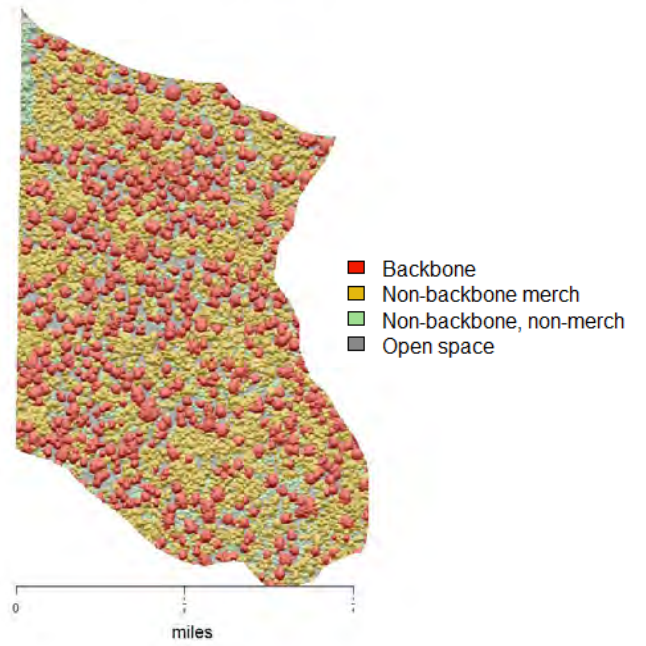 Backbone
Non-backbone merch
Non-backbone, non-merch
Open space
0
miles